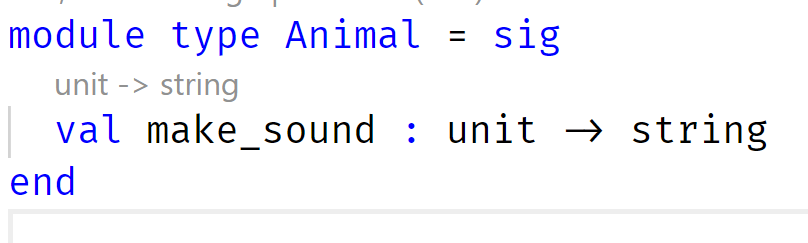 module type Animal = sig
unit -> string
val make_sound : unit -> string
end